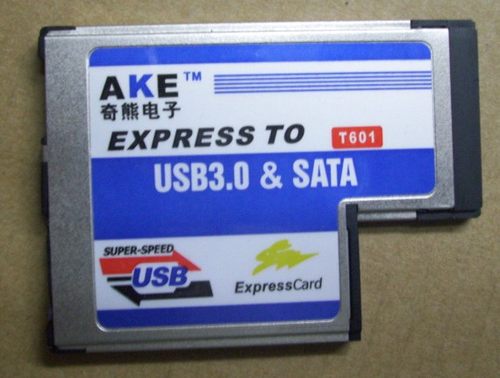 AKE™
奇熊电子
EXPRESS TO
T601
USB3.0 & SATA
SUPER-SPEED
USB
ExpressCard